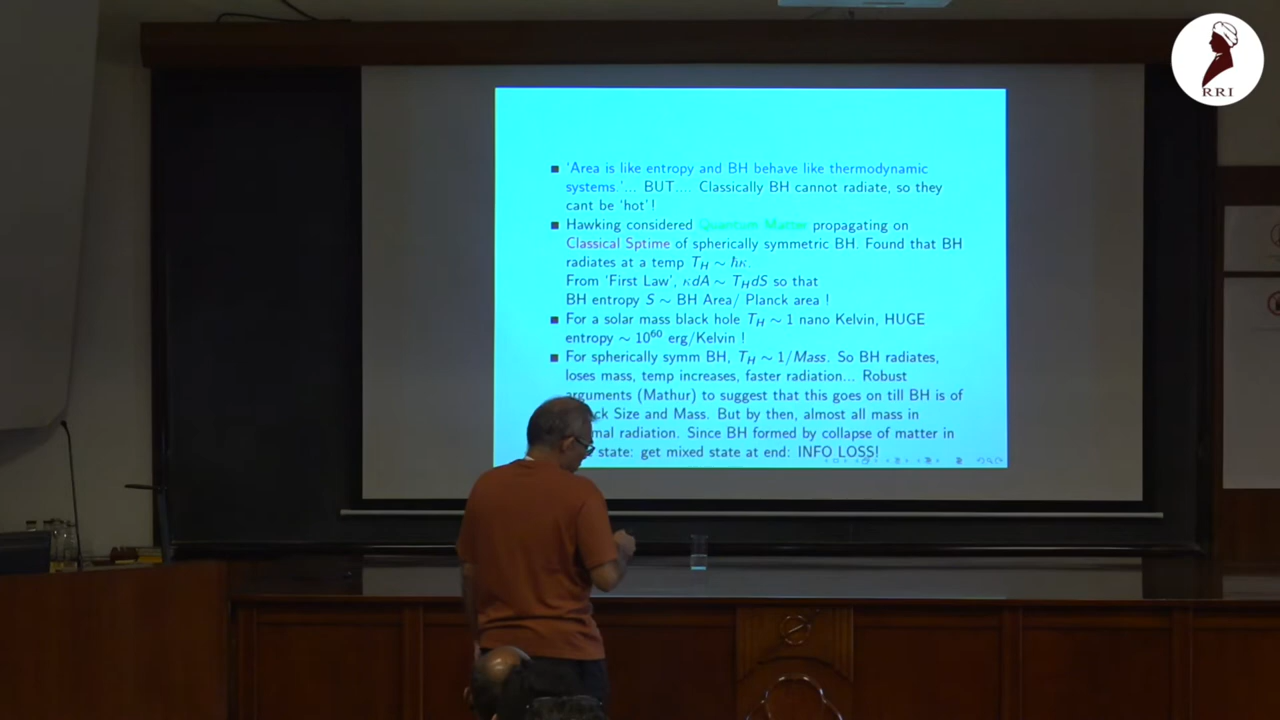 RRI
'Area is like entropy and BH behave like thermodynamic
systems.'... BUT.... Classically BH cannot radiate, so they
cant be 'hot'!
Hawking considered Quantum Matter propagating on
Classical Sptime of spherically symmetric BH. Found that BH
radiates at a temp T_H ∼ ℏκ.
From 'First Law', κdA ∼ T_HdS so that
BH entropy S ∼ BH Area/ Planck area !
For a solar mass black hole T_H ∼ 1 nano Kelvin, HUGE
entropy ∼ 10⁶⁰ erg/Kelvin !
For spherically symm BH, T_H ∼ 1/Mass. So BH radiates,
loses mass, temp increases, faster radiation... Robust
arguments (Mathur) to suggest that this goes on till BH is of
ck Size and Mass. But by then, almost all mass in
mal radiation. Since BH formed by collapse of matter in
state: get mixed state at end: INFO LOSS!